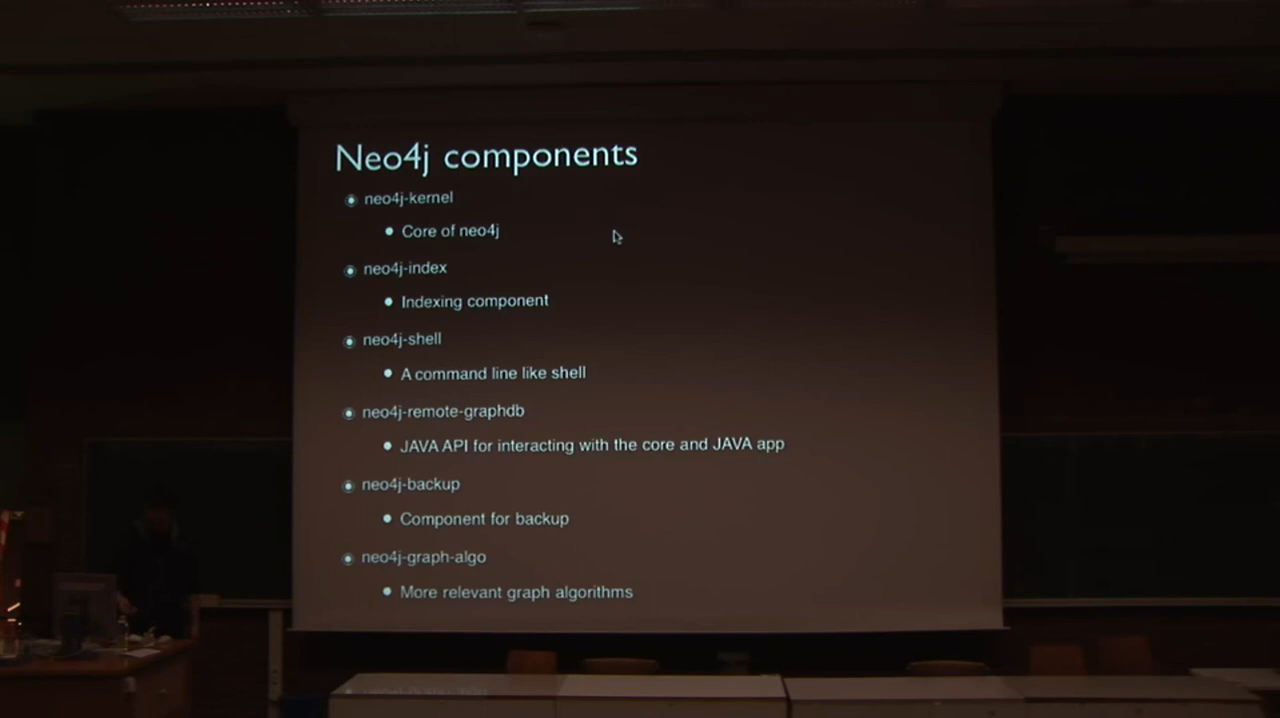 Neo4j components
neo4j-kernel
Core of neo4j
neo4j-index
Indexing component
neo4j-shell
A command line like shell
neo4j-remote-graphdb
JAVA API for interacting with the core and JAVA app
neo4j-backup
Component for backup
neo4j-graph-algo
More relevant graph algorithms